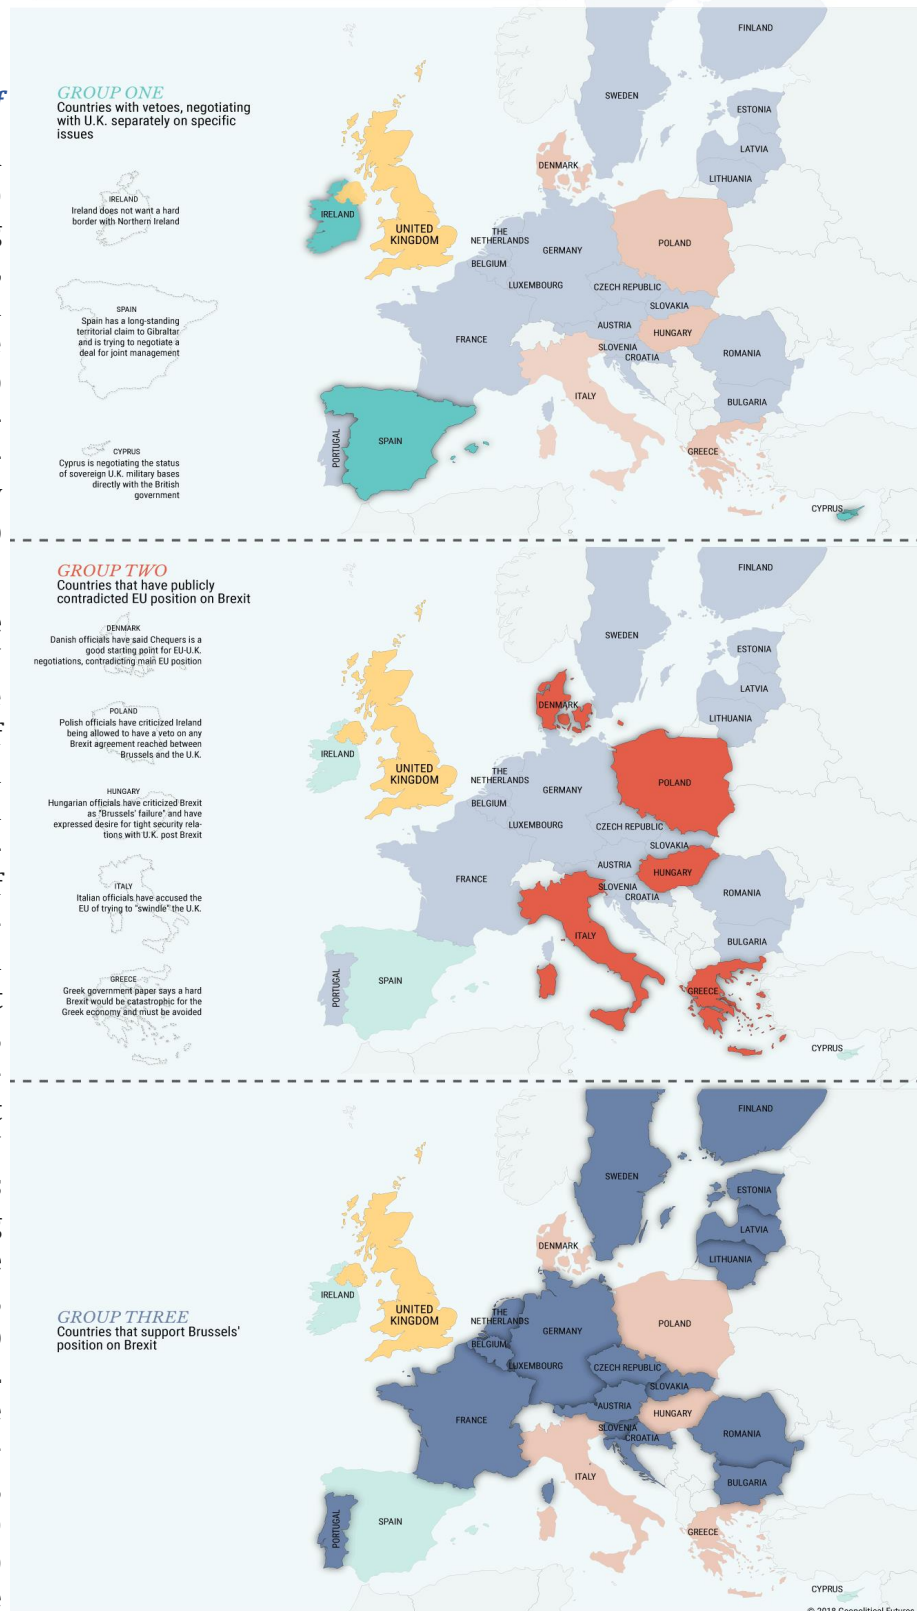 GROUP ONE
Countries with vetoes, negotiating
with U.K. separately on specific
issues
IRELAND
Ireland does not want a hard
border with Northern Ireland
SPAIN
Spain has a long-standing
territorial claim to Gibraltar
and is trying to negotiate a
deal for joint management
CYPRUS
Cyprus is negotiating the status
of sovereign U.K. military bases
directly with the British
government
FINLAND
SWEDEN
ESTONIA
LATVIA
LITHUANIA
DENMARK
IRELAND
UNITED
KINGDOM
THE
NETHERLANDS
BELGIUM
LUXEMBOURG
GERMANY
POLAND
CZECH REPUBLIC
SLOVAKIA
AUSTRIA
HUNGARY
SLOVENIA
CROATIA
ROMANIA
FRANCE
BULGARIA
ITALY
PORTUGAL
SPAIN
GREECE
CYPRUS
GROUP TWO
Countries that have publicly
contradicted EU position on Brexit
DENMARK
Danish officials have said Chequers is a
good starting point for EU-U.K.
negotiations, contradicting main EU position
POLAND
Polish officials have criticized Ireland
being allowed to have a veto on any
Brexit agreement reached between
Brussels and the U.K.
HUNGARY
Hungarian officials have criticized Brexit
as "Brussels' failure" and have
expressed desire for tight security rela-
tions with U.K. post Brexit
ITALY
Italian officials have accused the
EU of trying to "swindle" the U.K.
GREECE
Greek government paper says a hard
Brexit would be catastrophic for the
Greek economy and must be avoided
FINLAND
SWEDEN
ESTONIA
LATVIA
LITHUANIA
DENMARK
IRELAND
UNITED
KINGDOM
THE
NETHERLANDS
BELGIUM
LUXEMBOURG
GERMANY
POLAND
CZECH REPUBLIC
SLOVAKIA
AUSTRIA
HUNGARY
SLOVENIA
CROATIA
ROMANIA
FRANCE
BULGARIA
ITALY
PORTUGAL
SPAIN
GREECE
CYPRUS
GROUP THREE
Countries that support Brussels'
position on Brexit
FINLAND
SWEDEN
ESTONIA
LATVIA
LITHUANIA
DENMARK
IRELAND
UNITED
KINGDOM
THE
NETHERLANDS
BELGIUM
LUXEMBOURG
GERMANY
POLAND
CZECH REPUBLIC
SLOVAKIA
AUSTRIA
HUNGARY
SLOVENIA
CROATIA
ROMANIA
FRANCE
BULGARIA
ITALY
PORTUGAL
SPAIN
GREECE
CYPRUS
© 2018 Geopolitical Futures